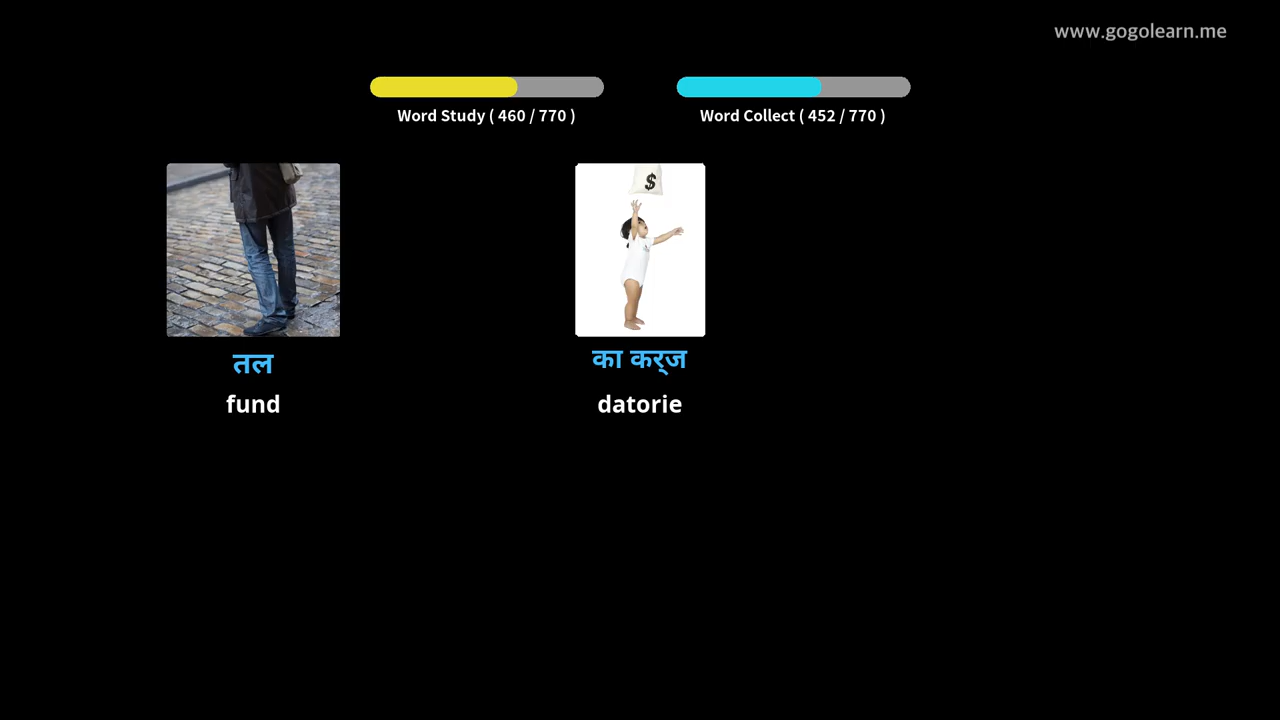 www.gogolearn.me
Word Study ( 460 / 770 )
Word Collect ( 452 / 770 )
$
तल
का कर्‌ज
fund
datorie